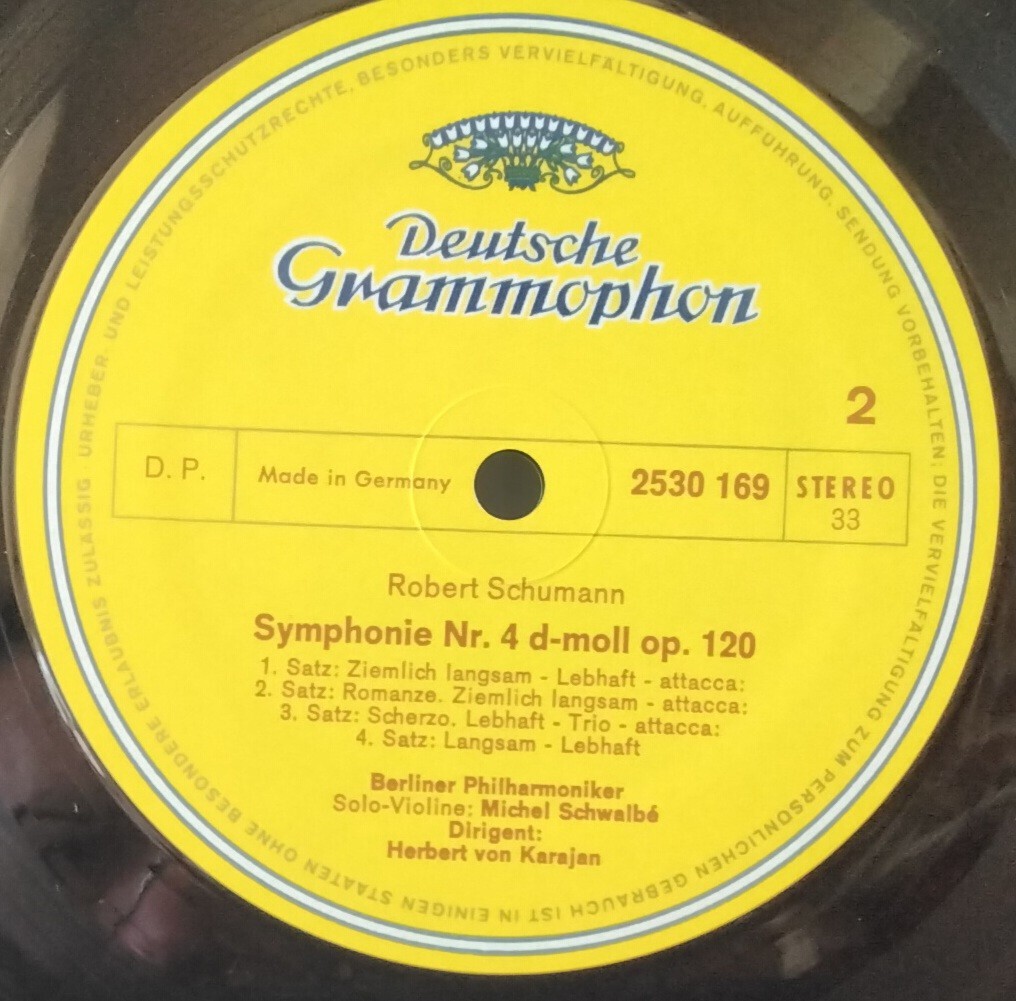 Deutsche
Grammophon
2
D. P.
Made in Germany
2530 169
STEREO
33
Robert Schumann
Symphonie Nr. 4 d-moll op. 120
1. Satz: Ziemlich langsam - Lebhaft - attacca:
2. Satz: Romanze. Ziemlich langsam - attacca:
3. Satz: Scherzo. Lebhaft - Trio - attacca:
4. Satz: Langsam - Lebhaft
Berliner Philharmoniker
Solo-Violine: Michel Schwalbé
Dirigent:
Herbert von Karajan
URHEBER- UND LEISTUNGSSCHUTZRECHTE, BESONDERS VERVIELFÄLTIGUNG, AUFFÜHRUNG, SENDUNG VORBEHALTEN; DIE VERVIELFÄLTIGUNG ZUM PERSÖNLICHEN GEBRAUCH IST IN EINIGEN STAATEN OHNE BESONDERE ERLAUBNIS ZULÄSSIG ·